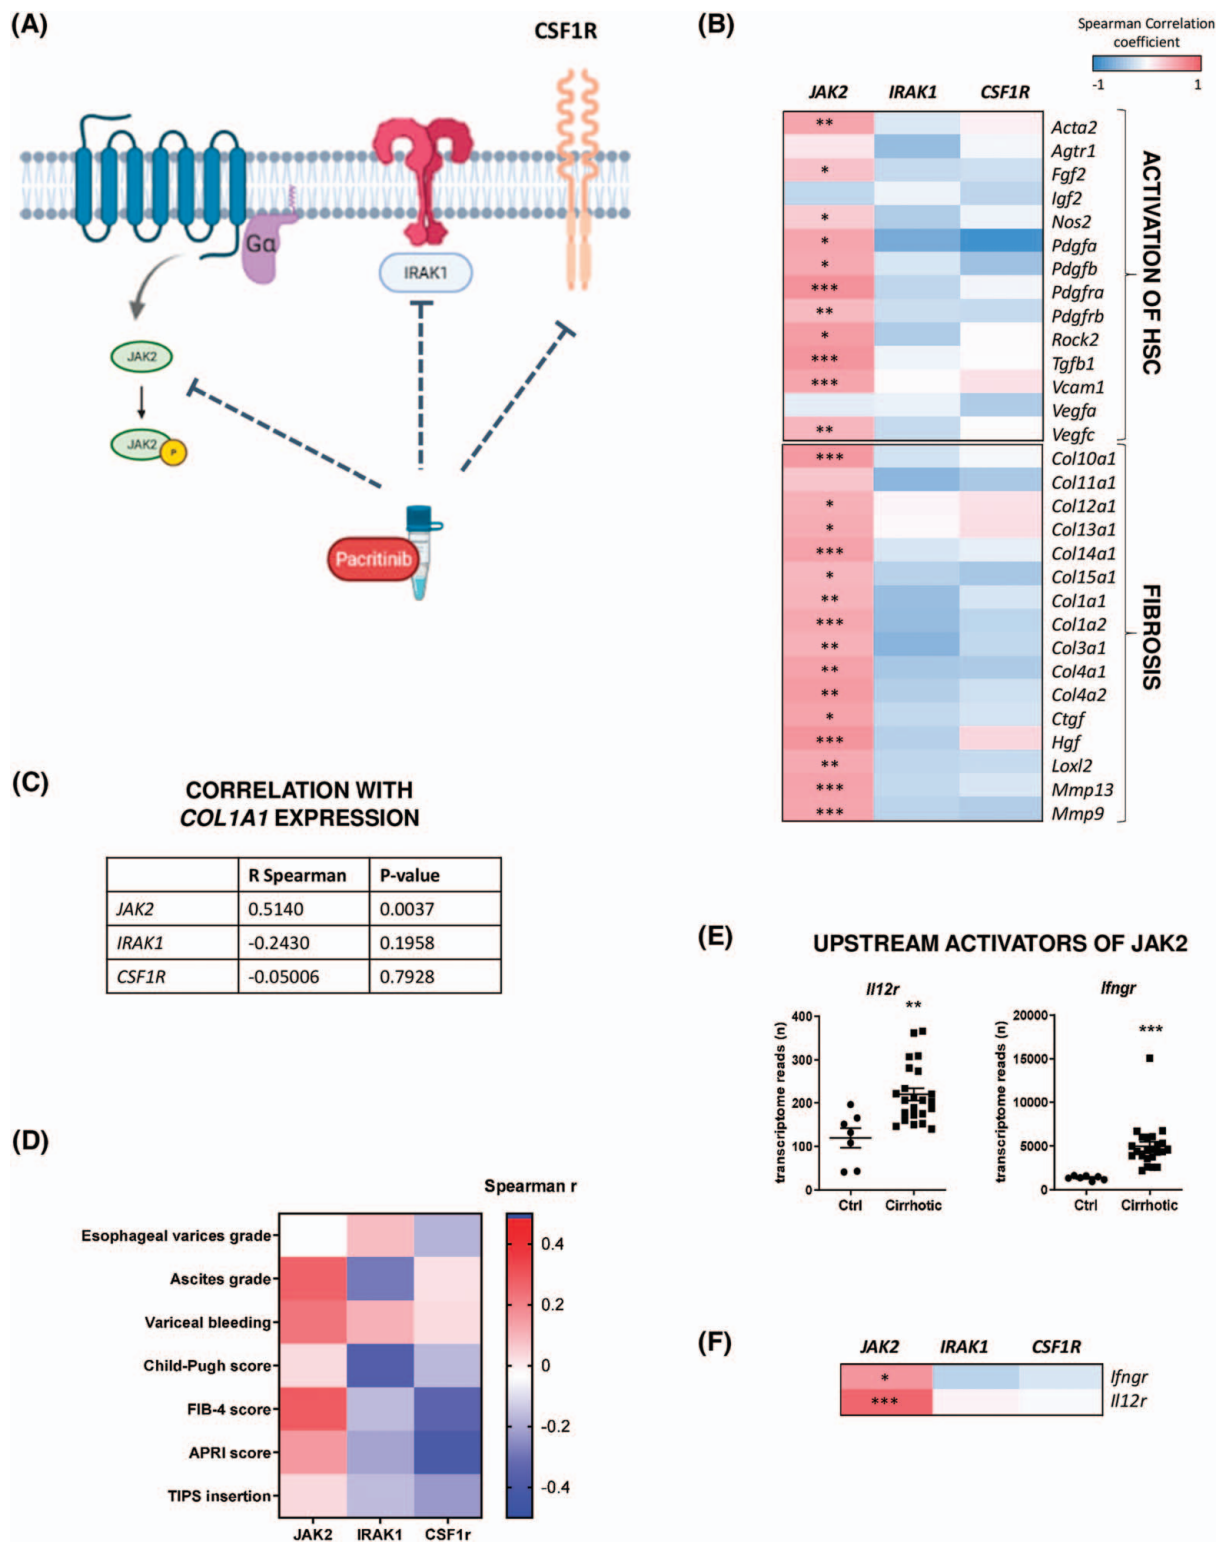 (A)
CSF1R
Gα
IRAK1
JAK2
JAK2
P
Pacritinib
(B)
Spearman Correlation
coefficient
-1 1
JAK2 IRAK1 CSF1R
** Acta2
Agtr1
* Fgf2
Igf2
* Nos2
* Pdgfa
* Pdgfb
*** Pdgfra
** Pdgfrb
* Rock2
*** Tgfb1
*** Vcam1
Vegfa
** Vegfc
ACTIVATION OF HSC
*** Col10a1
Col11a1
* Col12a1
* Col13a1
*** Col14a1
* Col15a1
** Col1a1
*** Col1a2
** Col3a1
** Col4a1
** Col4a2
* Ctgf
*** Hgf
** Loxl2
*** Mmp13
*** Mmp9
FIBROSIS
(C)
CORRELATION WITH
COL1A1 EXPRESSION
R Spearman P-value
JAK2 0.5140 0.0037
IRAK1 -0.2430 0.1958
CSF1R -0.05006 0.7928
(D)
Spearman r
Esophageal varices grade
Ascites grade
Variceal bleeding
Child-Pugh score
FIB-4 score
APRI score
TIPS insertion
JAK2 IRAK1 CSF1r
0.4
0.2
0
-0.2
-0.4
(E)
UPSTREAM ACTIVATORS OF JAK2
Il12r
**
transcriptome reads (n)
400
300
200
100
0
Ctrl Cirrhotic
Ifngr
***
transcriptome reads (n)
20000
15000
10000
5000
0
Ctrl Cirrhotic
(F)
JAK2 IRAK1 CSF1R
* Ifngr
*** Il12r